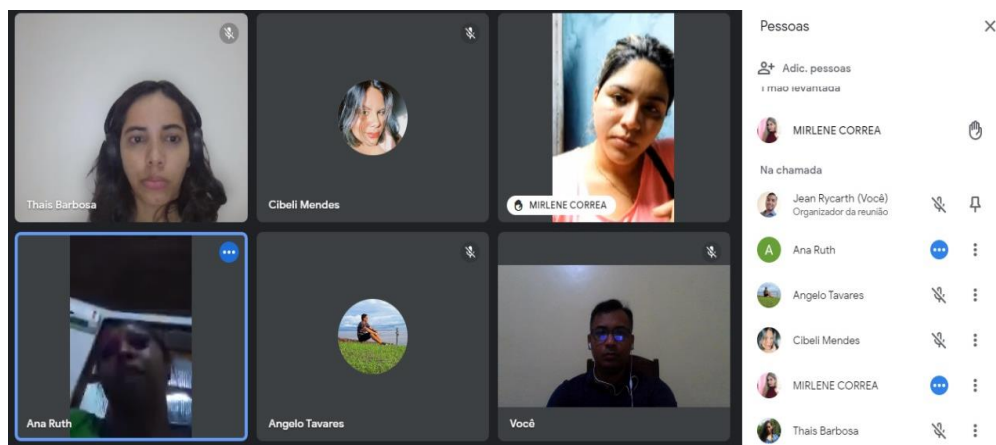 Thais Barbosa
Cibeli Mendes
MIRLENE CORREA
Ana Ruth
Angelo Tavares
Você
Pessoas
Adic. pessoas
1 mão levantada
MIRLENE CORREA
Na chamada
Jean Rycarth (Você)
Organizador da reunião
A
Ana Ruth
Angelo Tavares
Cibeli Mendes
MIRLENE CORREA
Thais Barbosa